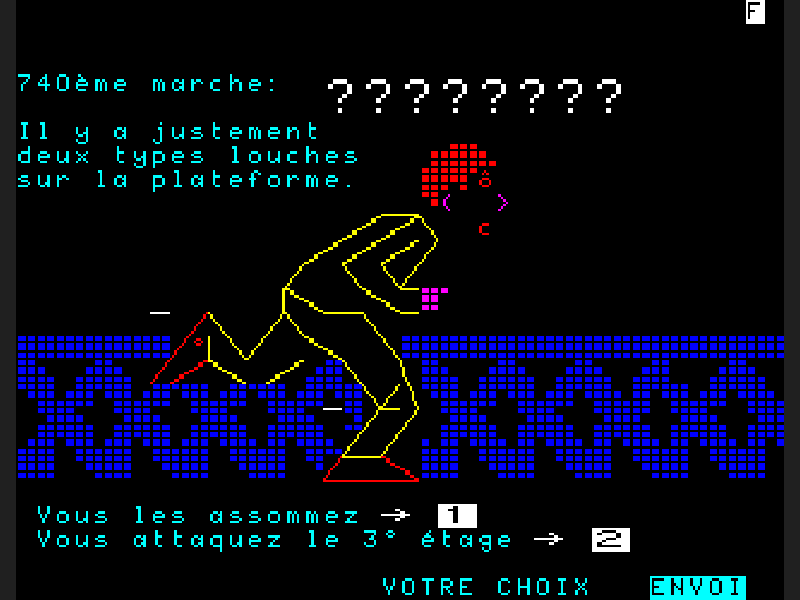 F
740ème marche: ????????
Il y a justement
deux types louches
sur la plateforme.
Vous les assommez → 1
Vous attaquez le 3° étage → 2
VOTRE CHOIX ENVOI